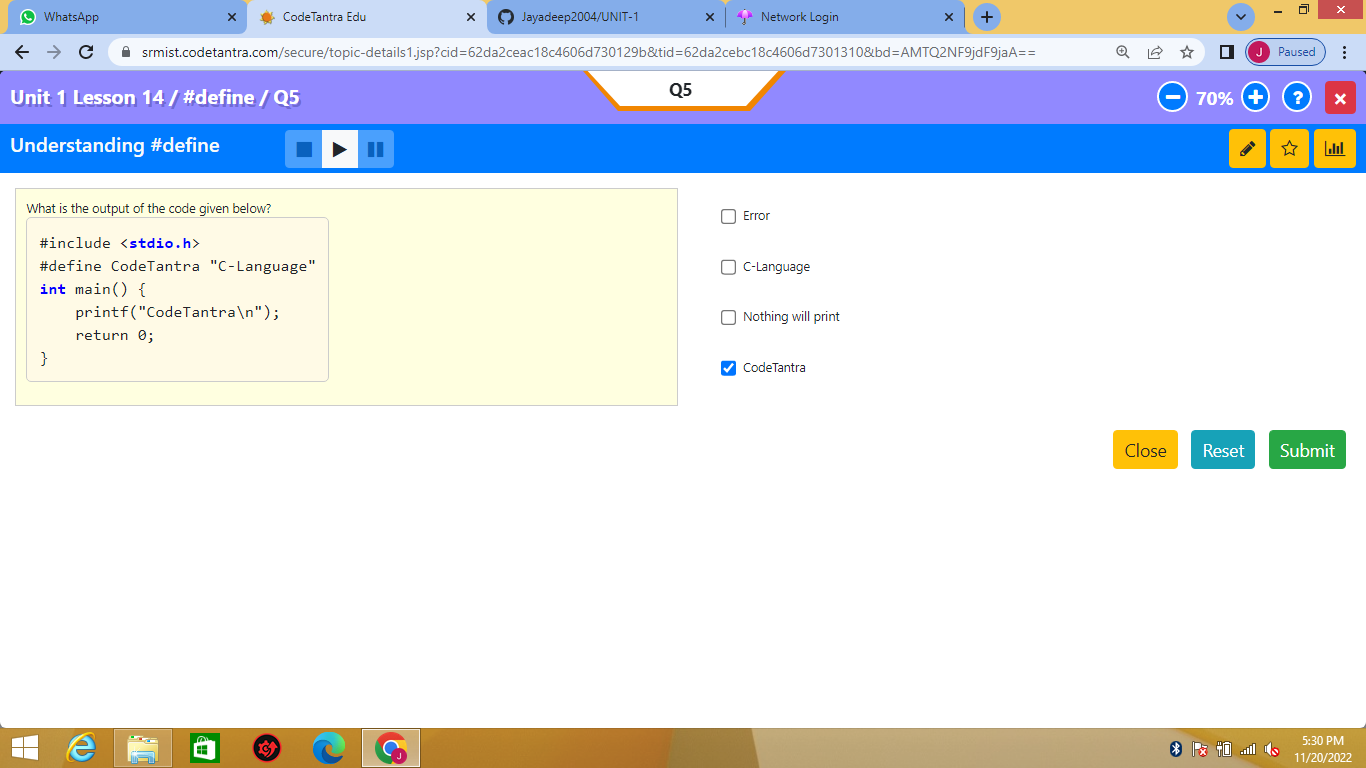 WhatsApp
CodeTantra Edu
Jayadeep2004/UNIT-1
Network Login
srmist.codetantra.com/secure/topic-details1.jsp?cid=62da2ceac18c4606d730129b&tid=62da2cebc18c4606d7301310&bd=AMTQ2NF9jdF9jaA==
J Paused
Unit 1 Lesson 14 / #define / Q5
Q5
70%
?
Understanding #define
What is the output of the code given below?
#include <stdio.h>
#define CodeTantra "C-Language"
int main() {
    printf("CodeTantra\n");
    return 0;
}
Error
C-Language
Nothing will print
CodeTantra
Close
Reset
Submit
J
5:30 PM
11/20/2022